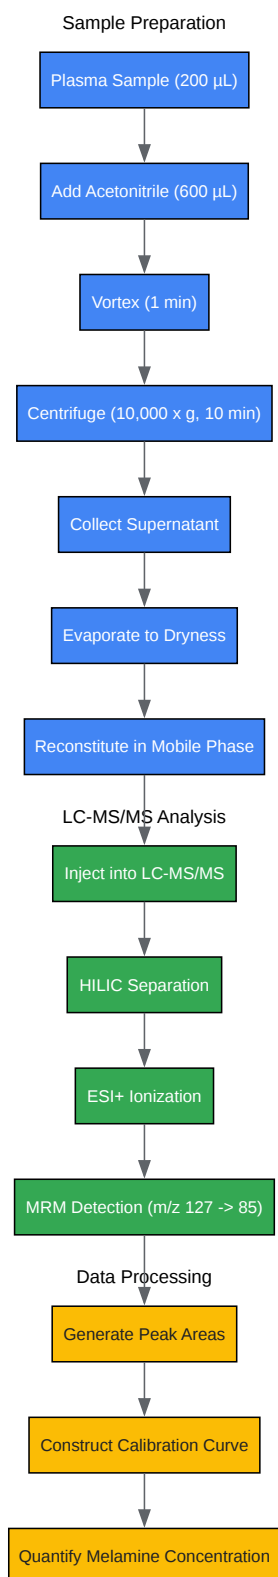 Sample Preparation
Plasma Sample (200 µL)
Add Acetonitrile (600 µL)
Vortex (1 min)
Centrifuge (10,000 x g, 10 min)
Collect Supernatant
Evaporate to Dryness
Reconstitute in Mobile Phase
LC-MS/MS Analysis
Inject into LC-MS/MS
HILIC Separation
ESI+ Ionization
MRM Detection (m/z 127 -> 85)
Data Processing
Generate Peak Areas
Construct Calibration Curve
Quantify Melamine Concentration